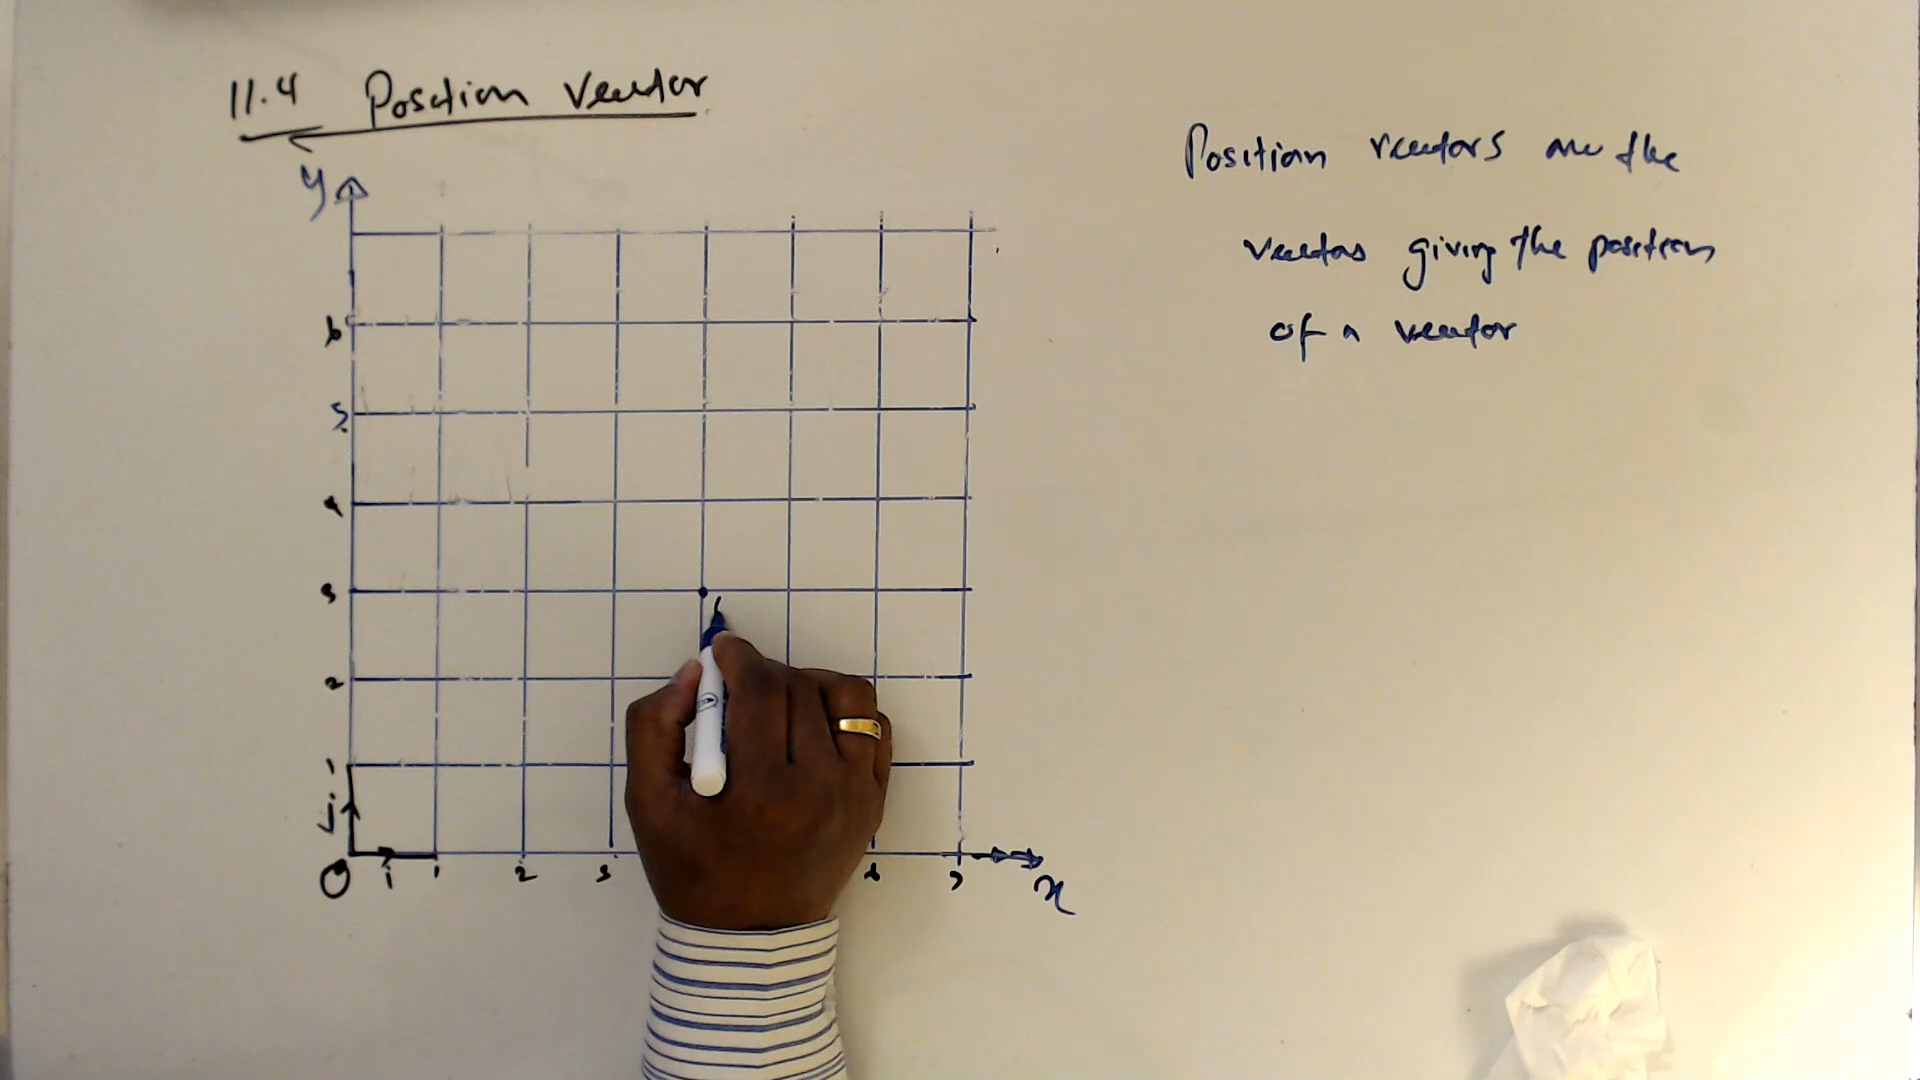 11.4 Position Vector
y
6
5
4
3
2
1
j
O i 1 2 3 6 7 x
Position vectors are the
vectors giving the position
of a vector